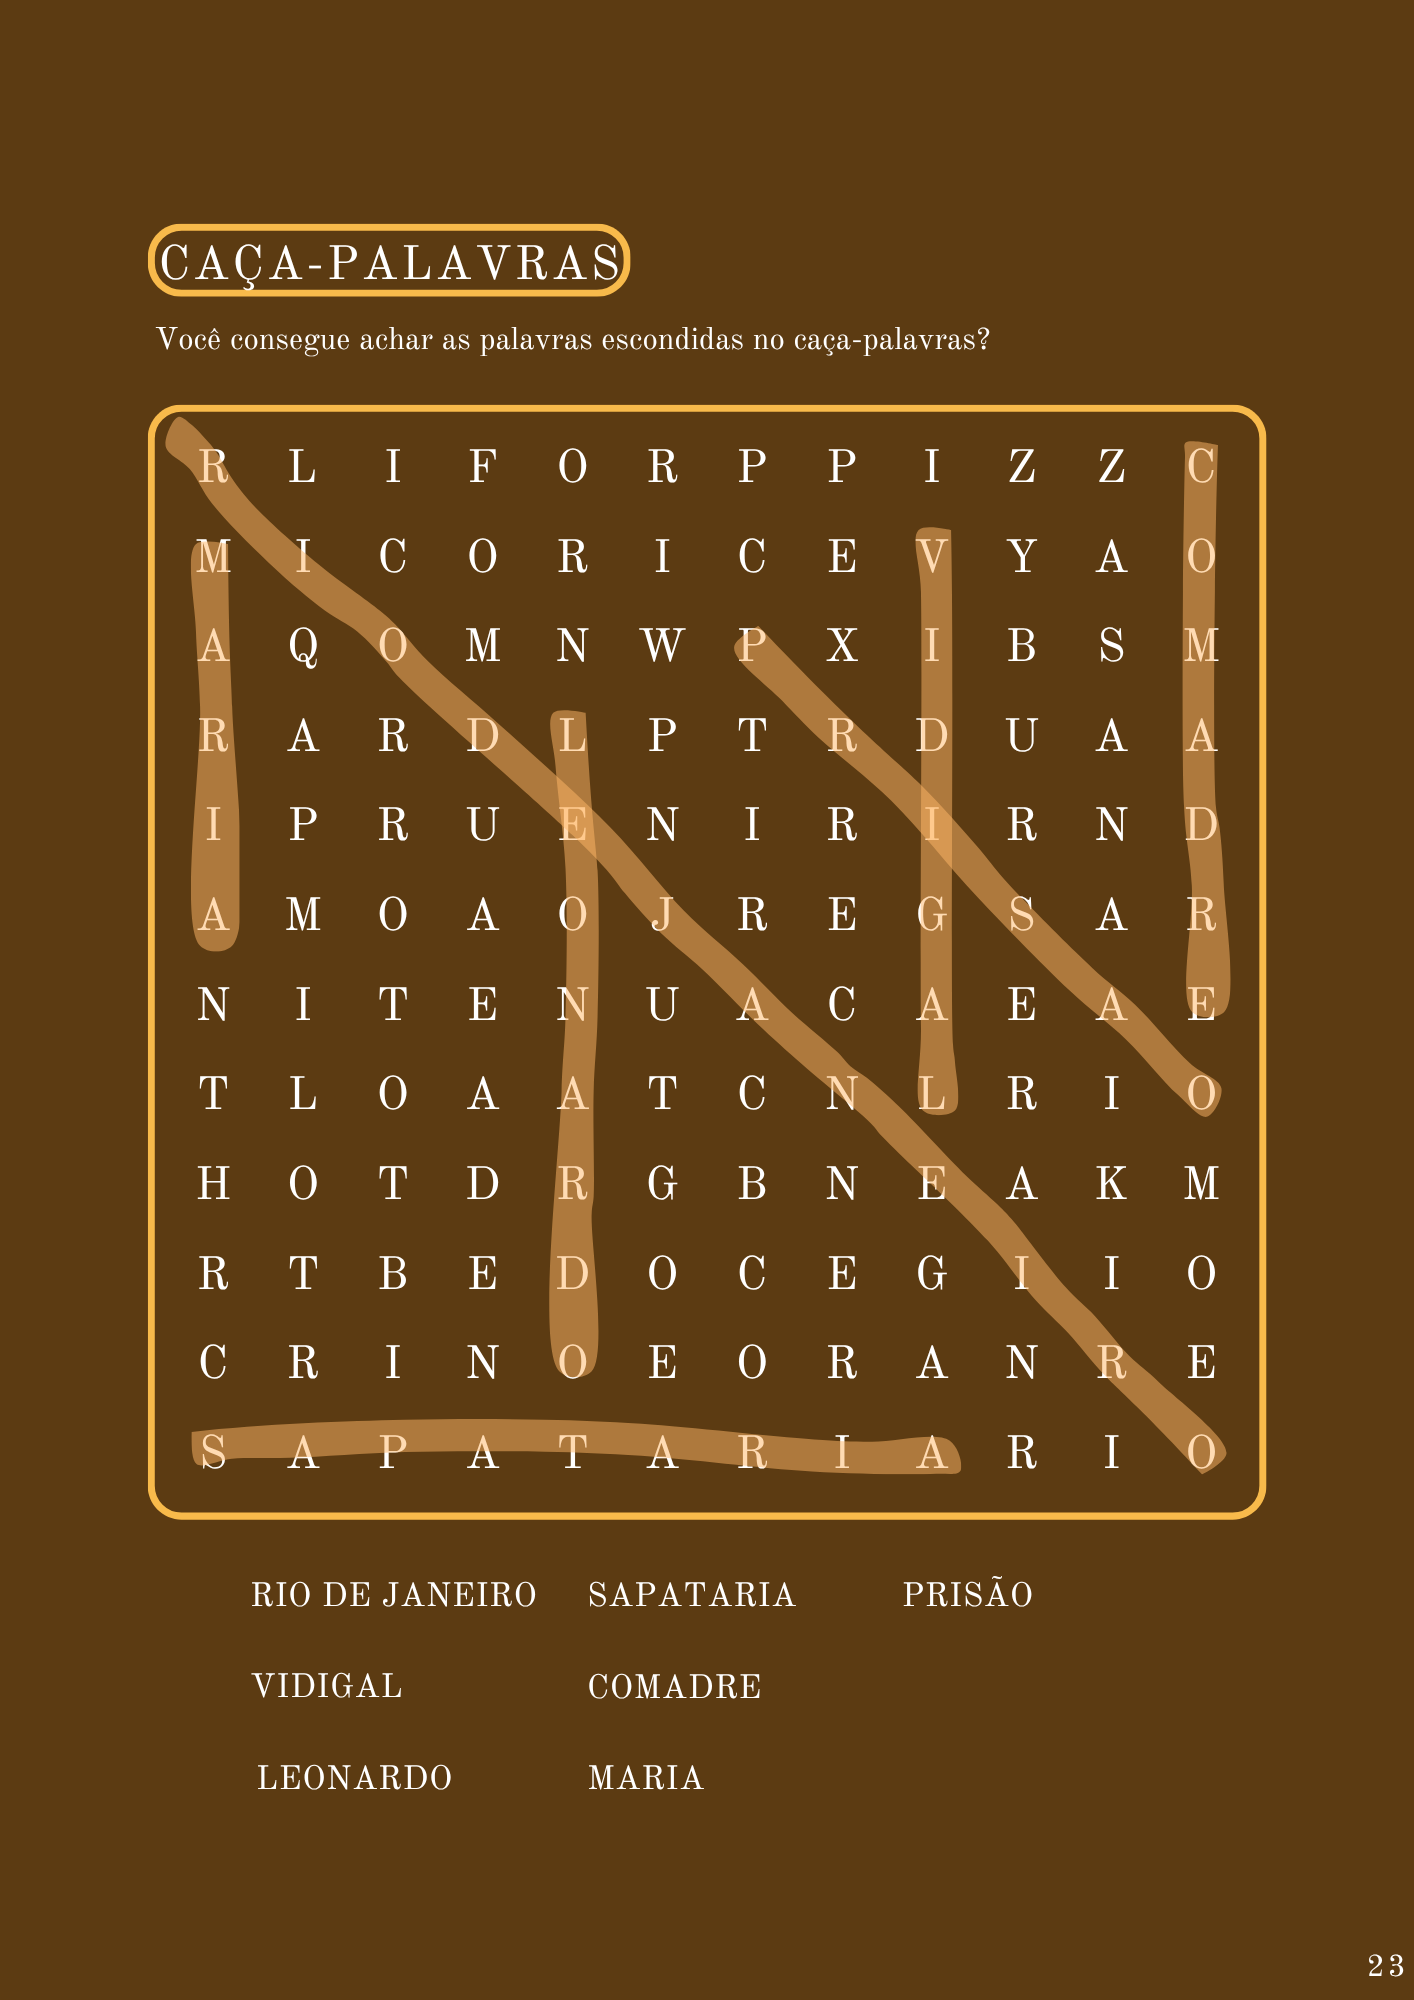 CAÇA-PALAVRAS
Você consegue achar as palavras escondidas no caça-palavras?
R L I F O R P P I Z Z C
M I C O R I C E V Y A O
A Q O M N W P X I B S M
R A R D L P T R D U A A
I P R U E N I R I R N D
A M O A O J R E G S A R
N I T E N U A C A E A E
T L O A A T C N L R I O
H O T D R G B N E A K M
R T B E D O C E G I I O
C R I N O E O R A N R E
S A P A T A R I A R I O
RIO DE JANEIRO SAPATARIA PRISÃO
VIDIGAL COMADRE
LEONARDO MARIA
23